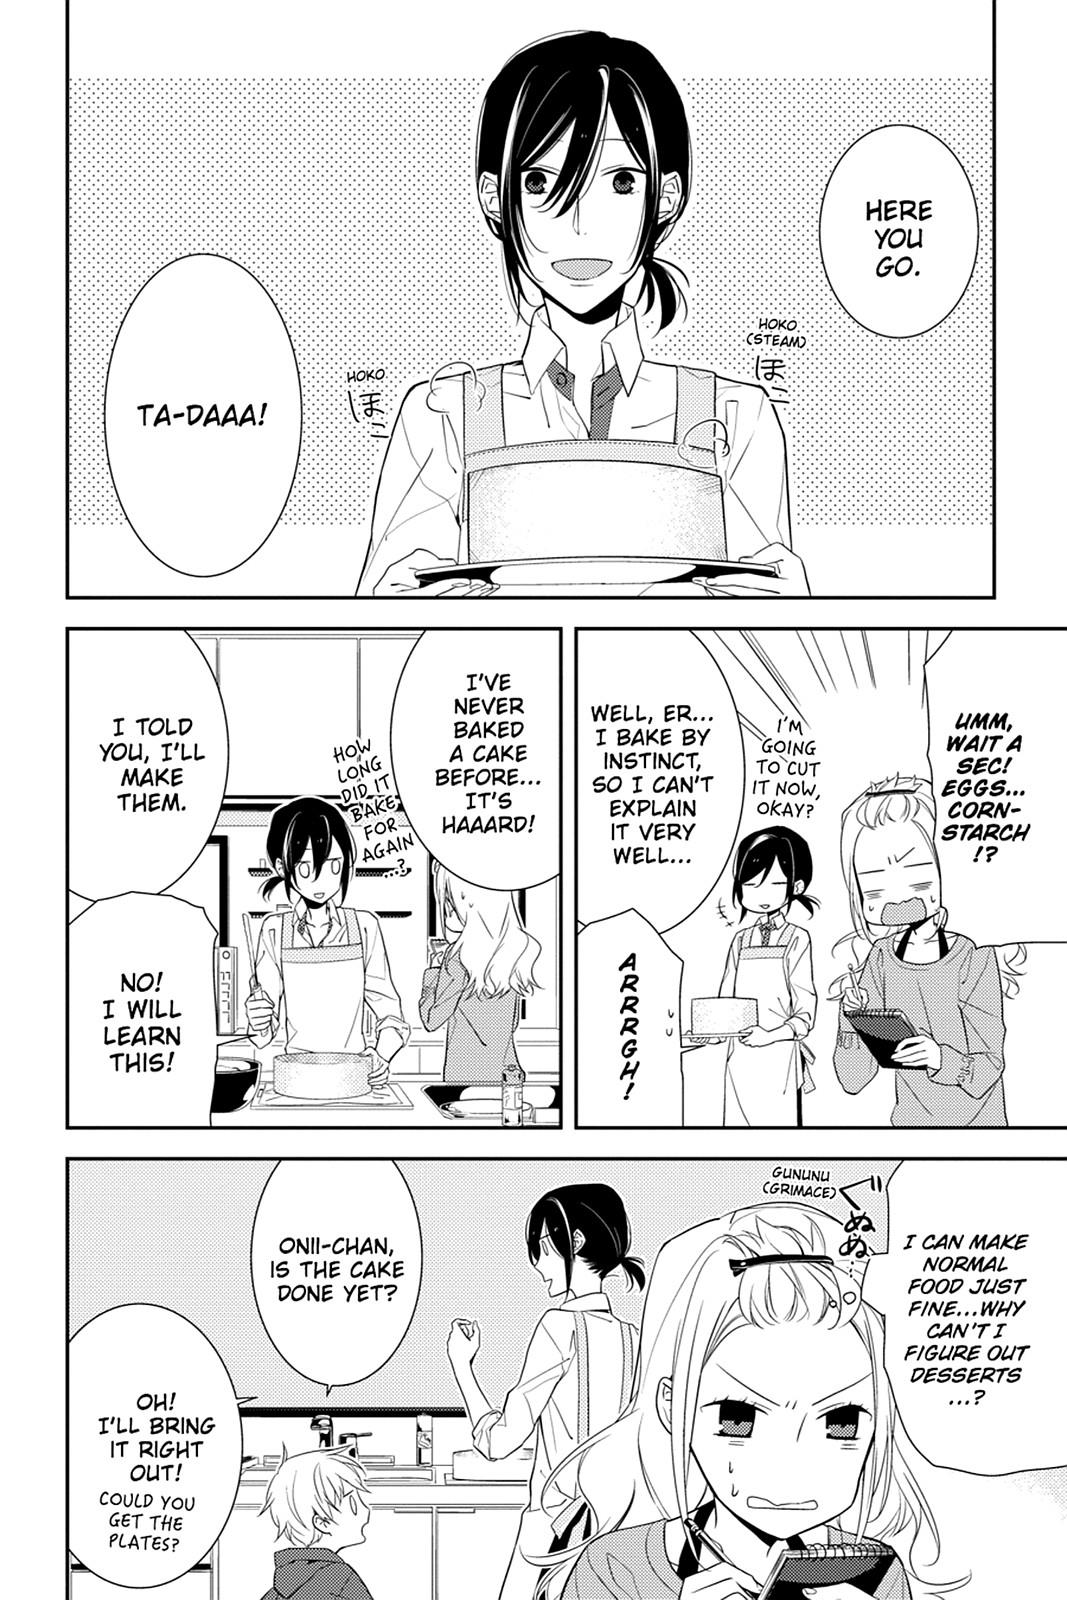 HERE
YOU
GO.
HOKO
(STEAM)
ほこ
HOKO
ほこ
TA-DAAA!
UMM,
WAIT A
SEC!
EGGS...
CORN-
STARCH
!?
I'M
GOING
TO CUT
IT NOW,
OKAY?
WELL, ER...
I BAKE BY
INSTINCT,
SO I CAN'T
EXPLAIN
IT VERY
WELL...
ARRRGH!
I'VE
NEVER
BAKED
A CAKE
BEFORE...
IT'S
HAAARD!
HOW
LONG
DID IT
BAKE
FOR
AGAIN
...?
I TOLD
YOU, I'LL
MAKE
THEM.
NO!
I WILL
LEARN
THIS!
I CAN MAKE
NORMAL
FOOD JUST
FINE...WHY
CAN'T I
FIGURE OUT
DESSERTS
...?
GUNUNU
(GRIMACE)
ぐぬぬ...
ONII-CHAN,
IS THE CAKE
DONE YET?
OH!
I'LL BRING
IT RIGHT
OUT!
COULD YOU
GET THE
PLATES?